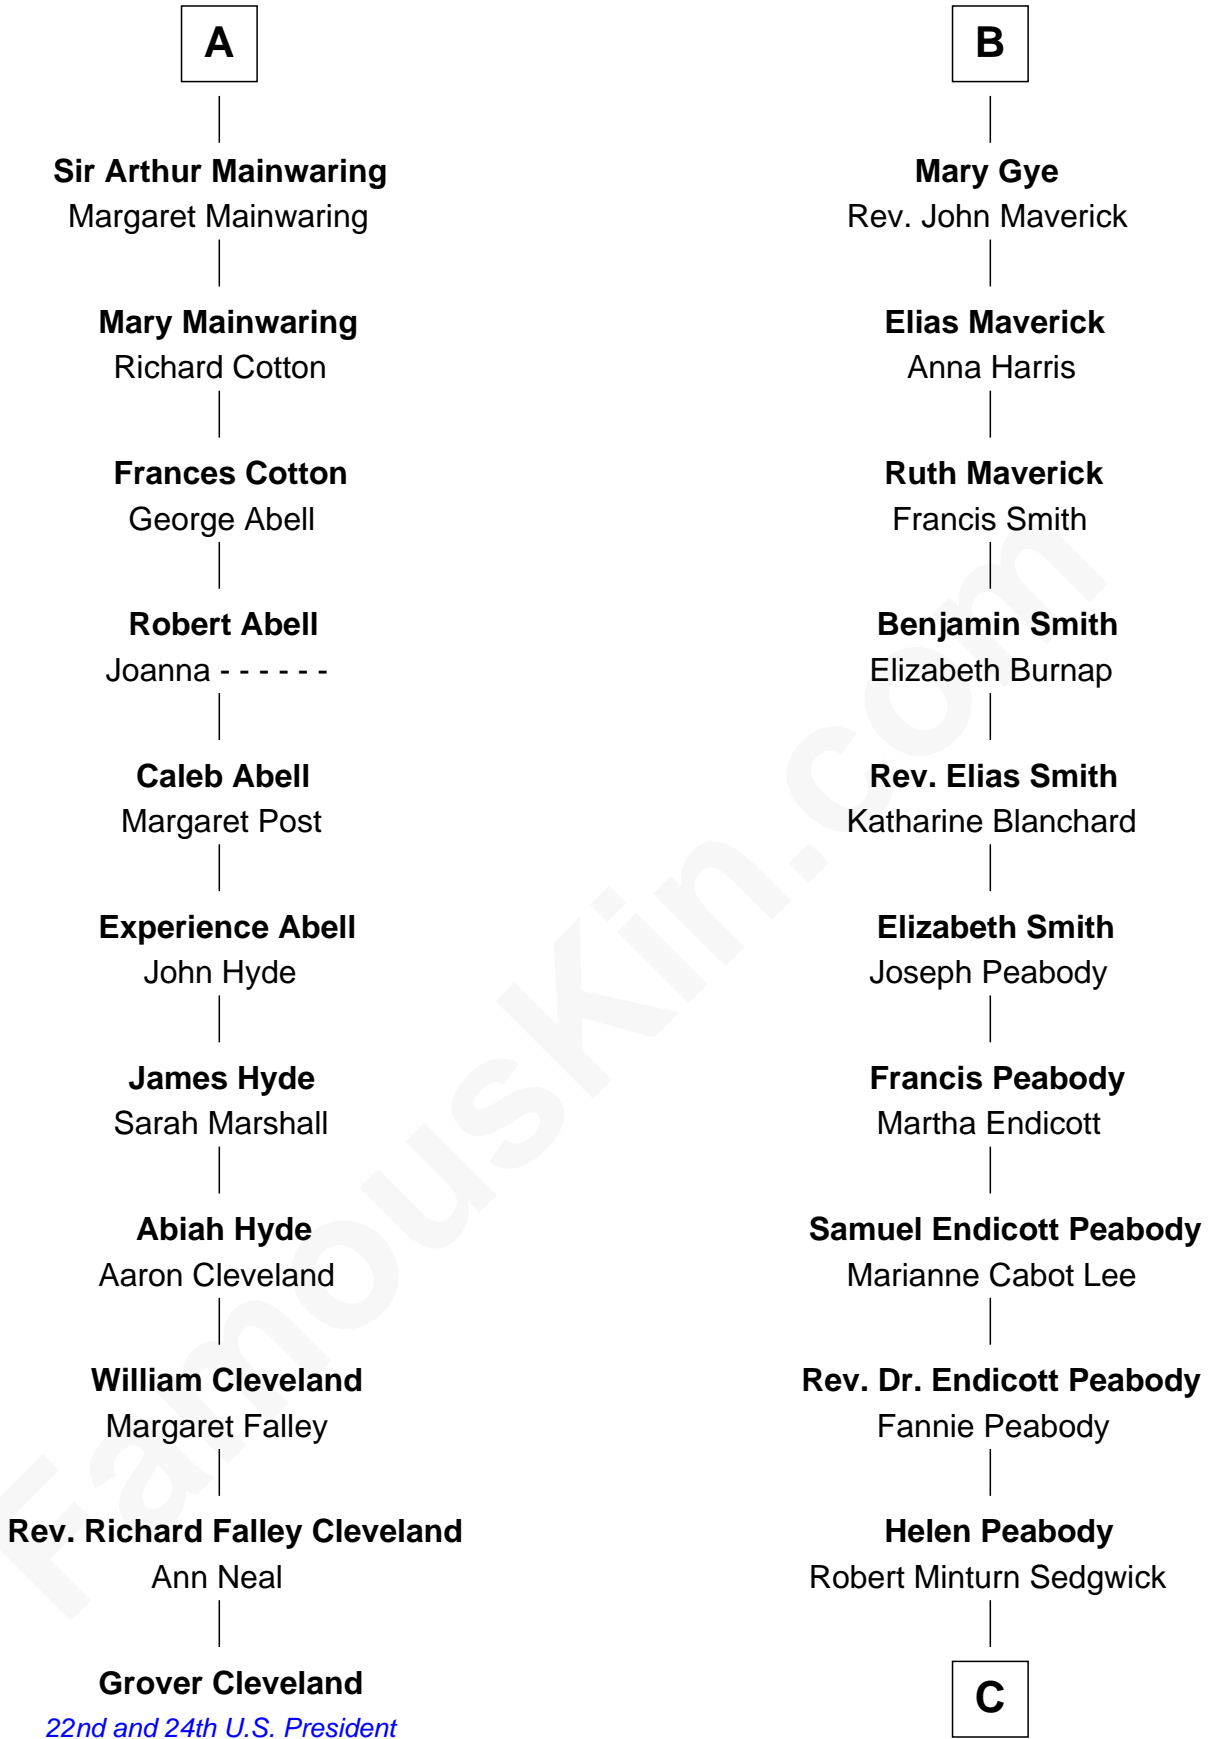 A
Sir Arthur Mainwaring
Margaret Mainwaring
Mary Mainwaring
Richard Cotton
Frances Cotton
George Abell
Robert Abell
Joanna - - - - - -
Caleb Abell
Margaret Post
Experience Abell
John Hyde
James Hyde
Sarah Marshall
Abiah Hyde
Aaron Cleveland
William Cleveland
Margaret Falley
Rev. Richard Falley Cleveland
Ann Neal
Grover Cleveland
22nd and 24th U.S. President
B
Mary Gye
Rev. John Maverick
Elias Maverick
Anna Harris
Ruth Maverick
Francis Smith
Benjamin Smith
Elizabeth Burnap
Rev. Elias Smith
Katharine Blanchard
Elizabeth Smith
Joseph Peabody
Francis Peabody
Martha Endicott
Samuel Endicott Peabody
Marianne Cabot Lee
Rev. Dr. Endicott Peabody
Fannie Peabody
Helen Peabody
Robert Minturn Sedgwick
C
FamousKin.com